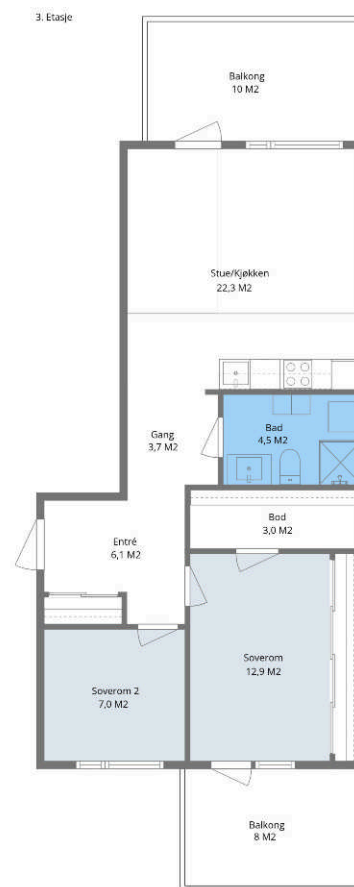 3. Etasje
Balkong
10 M2
Stue/Kjøkken
22,3 M2
Gang
3,7 M2
Bad
4,5 M2
Bod
3,0 M2
Entré
6,1 M2
Soverom
12,9 M2
Soverom 2
7,0 M2
Balkong
8 M2